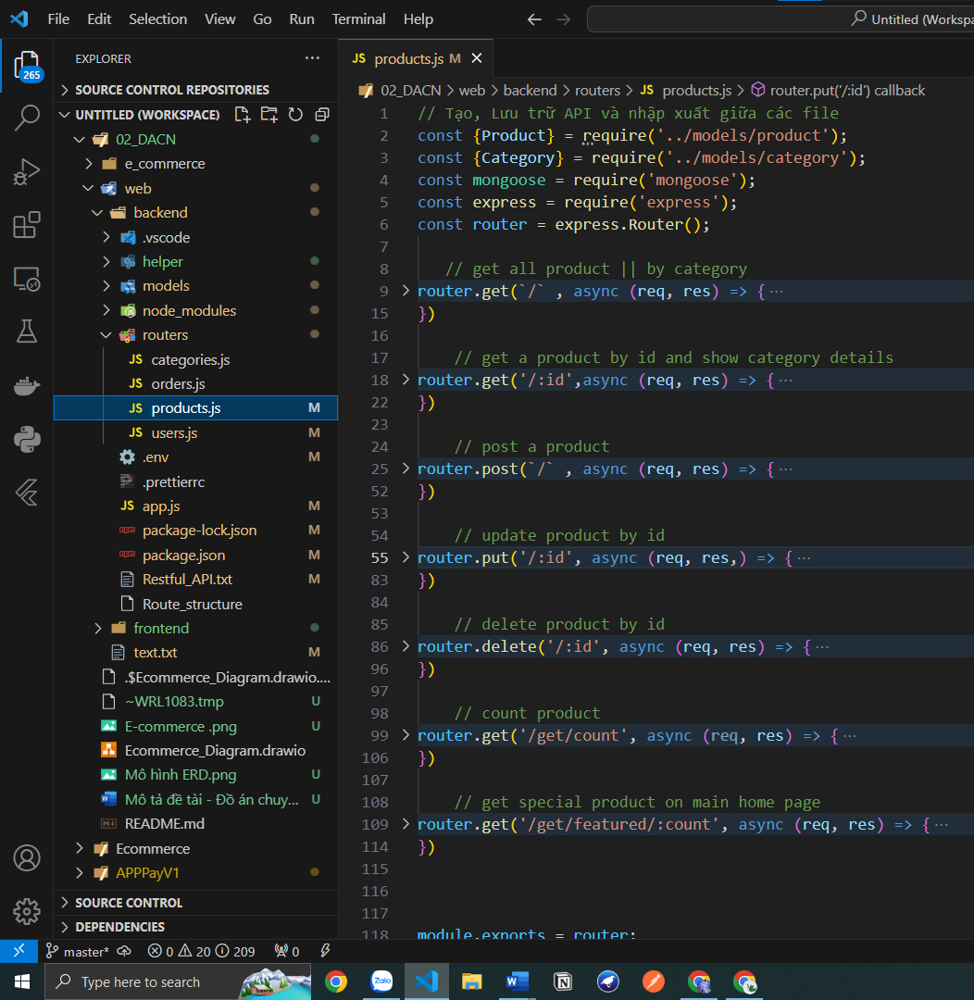 File Edit Selection View Go Run Terminal Help
Untitled (Workspa
EXPLORER
products.js M
265
SOURCE CONTROL REPOSITORIES
02_DACN > web > backend > routers > JS products.js > router.put('/:id') callback
UNTITLED (WORKSPACE)
02_DACN
e_commerce
web
backend
.vscode
helper
models
node_modules
routers
JS categories.js
JS orders.js
JS products.js M
JS users.js M
.env M
.prettierrc
JS app.js M
package-lock.json M
package.json M
Restful_API.txt M
Route_structure
frontend
text.txt M
.$Ecommerce_Diagram.drawio....
~WRL1083.tmp U
E-commerce .png U
Ecommerce_Diagram.drawio
Mô hình ERD.png U
Mô tả đề tài - Đồ án chuy... U
README.md
Ecommerce
APPPayV1
SOURCE CONTROL
DEPENDENCIES
1 // Tạo, Lưu trữ API và nhập xuất giữa các file
2 const {Product} = require('../models/product');
3 const {Category} = require('../models/category');
4 const mongoose = require('mongoose');
5 const express = require('express');
6 const router = express.Router();
7
8 // get all product || by category
9 router.get(`/` , async (req, res) => {···
15 })
16
17 // get a product by id and show category details
18 router.get('/:id',async (req, res) => {···
22 })
23
24 // post a product
25 router.post(`/` , async (req, res) => {···
52 })
53
54 // update product by id
55 router.put('/:id', async (req, res,) => {···
83 })
84
85 // delete product by id
86 router.delete('/:id', async (req, res) => {···
96 })
97
98 // count product
99 router.get('/get/count', async (req, res) => {···
106 })
107
108 // get special product on main home page
109 router.get('/get/featured/:count', async (req, res) => {···
114 })
115
116
117
118 module.exports = router;
master* 0 20 209 0
Type here to search
Zalo